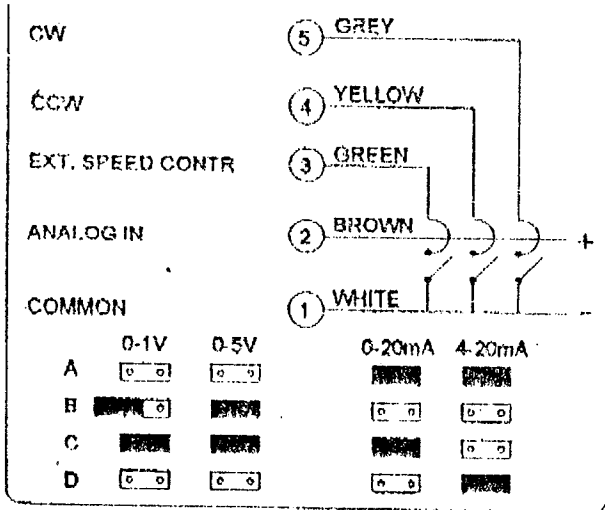 CW 5 GREY
CCW 4 YELLOW
EXT. SPEED CONTR 3 GREEN
ANALOG IN 2 BROWN +
COMMON 1 WHITE -
0-1V 0-5V 0-20mA 4-20mA
A
B
C
D